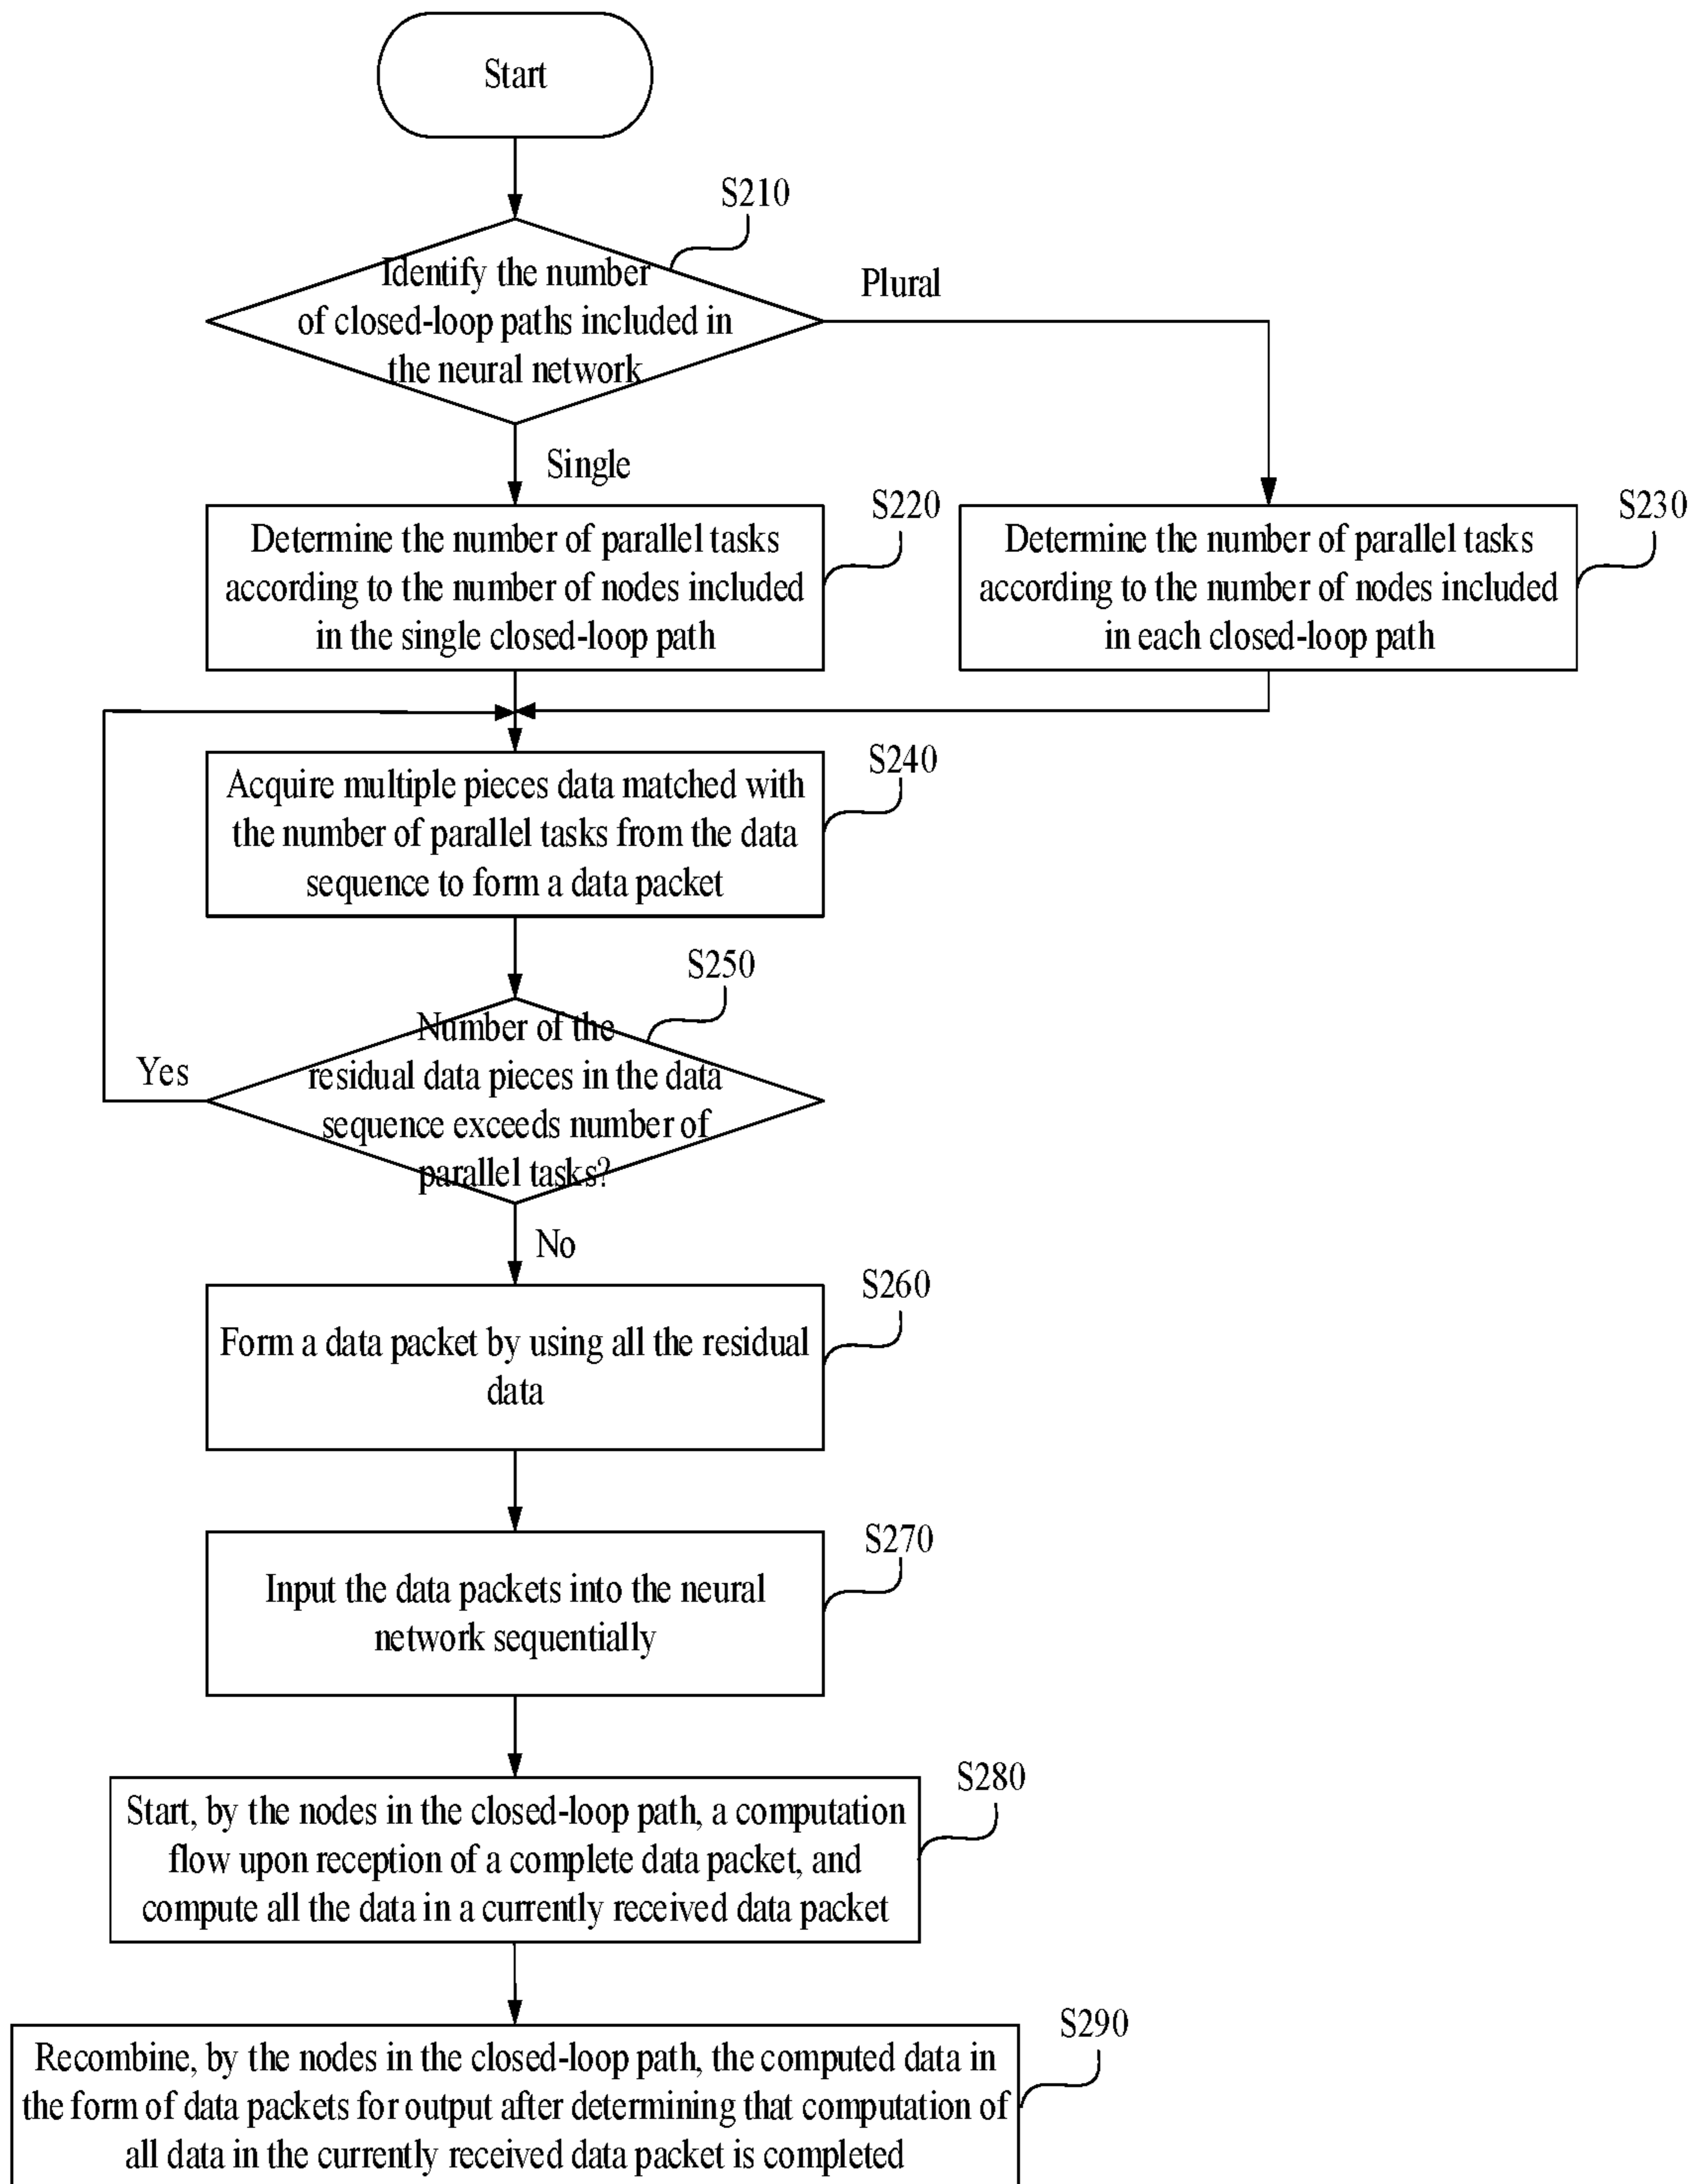 Start
S210
Identify the number
of closed-loop paths included in
the neural network
Plural
Single
S220
Determine the number of parallel tasks
according to the number of nodes included
in the single closed-loop path
S230
Determine the number of parallel tasks
according to the number of nodes included
in each closed-loop path
S240
Acquire multiple pieces data matched with
the number of parallel tasks from the data
sequence to form a data packet
S250
Number of the
residual data pieces in the data
sequence exceeds number of
parallel tasks?
Yes
No
S260
Form a data packet by using all the residual
data
S270
Input the data packets into the neural
network sequentially
S280
Start, by the nodes in the closed-loop path, a computation
flow upon reception of a complete data packet, and
compute all the data in a currently received data packet
S290
Recombine, by the nodes in the closed-loop path, the computed data in
the form of data packets for output after determining that computation of
all data in the currently received data packet is completed